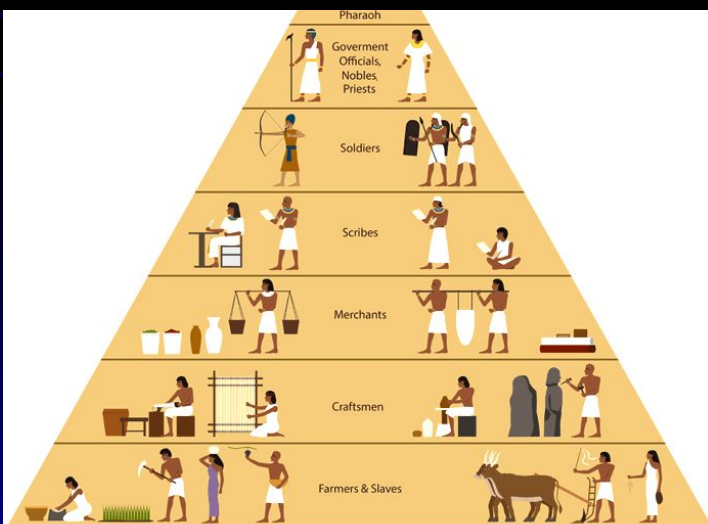 Pharaoh
Goverment
Officials,
Nobles,
Priests
Soldiers
Scribes
Merchants
Craftsmen
Farmers & Slaves